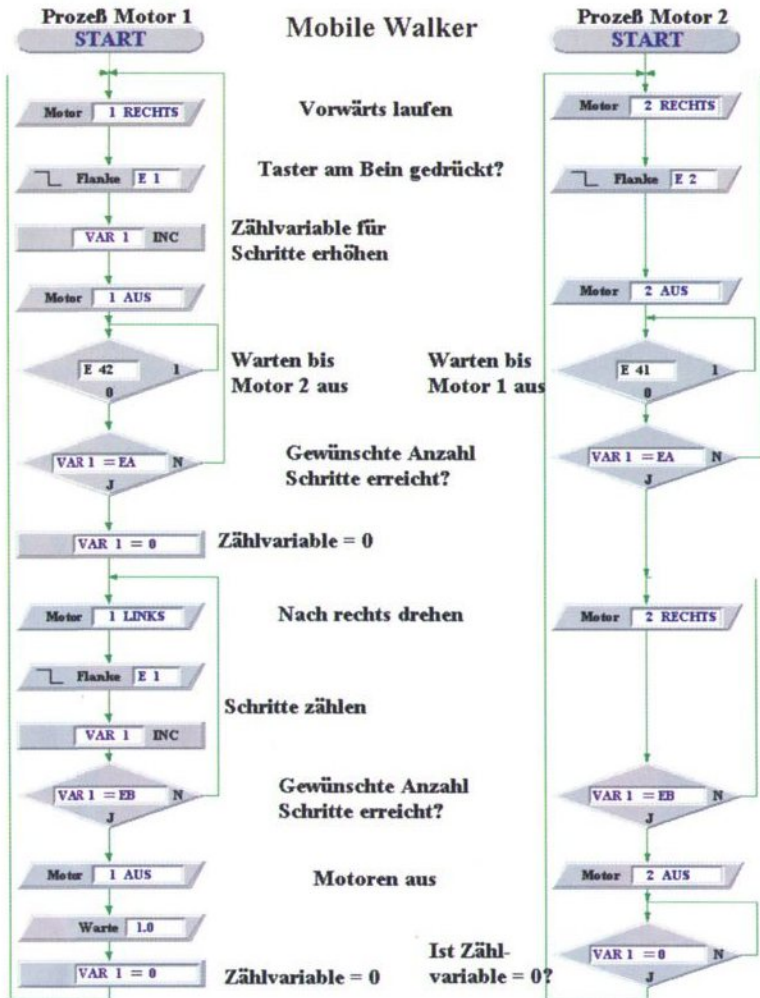 Prozeß Motor 1
START
Mobile Walker
Prozeß Motor 2
START
Motor 1 RECHTS
Vorwärts laufen
Motor 2 RECHTS
Flanke E 1
Taster am Bein gedrückt?
Flanke E 2
VAR 1 INC
Zählvariable für
Schritte erhöhen
Motor 1 AUS
Motor 2 AUS
E 42 1
0
Warten bis
Motor 2 aus
Warten bis
Motor 1 aus
E 41 1
0
VAR 1 = EA N
J
Gewünschte Anzahl
Schritte erreicht?
VAR 1 = EA N
J
VAR 1 = 0
Zählvariable = 0
Motor 1 LINKS
Nach rechts drehen
Motor 2 RECHTS
Flanke E 1
Schritte zählen
VAR 1 INC
VAR 1 = EB N
J
Gewünschte Anzahl
Schritte erreicht?
VAR 1 = EB N
J
Motor 1 AUS
Motoren aus
Motor 2 AUS
Warte 1.0
VAR 1 = 0
Zählvariable = 0
Ist Zähl-
variable = 0?
VAR 1 = 0 N
J